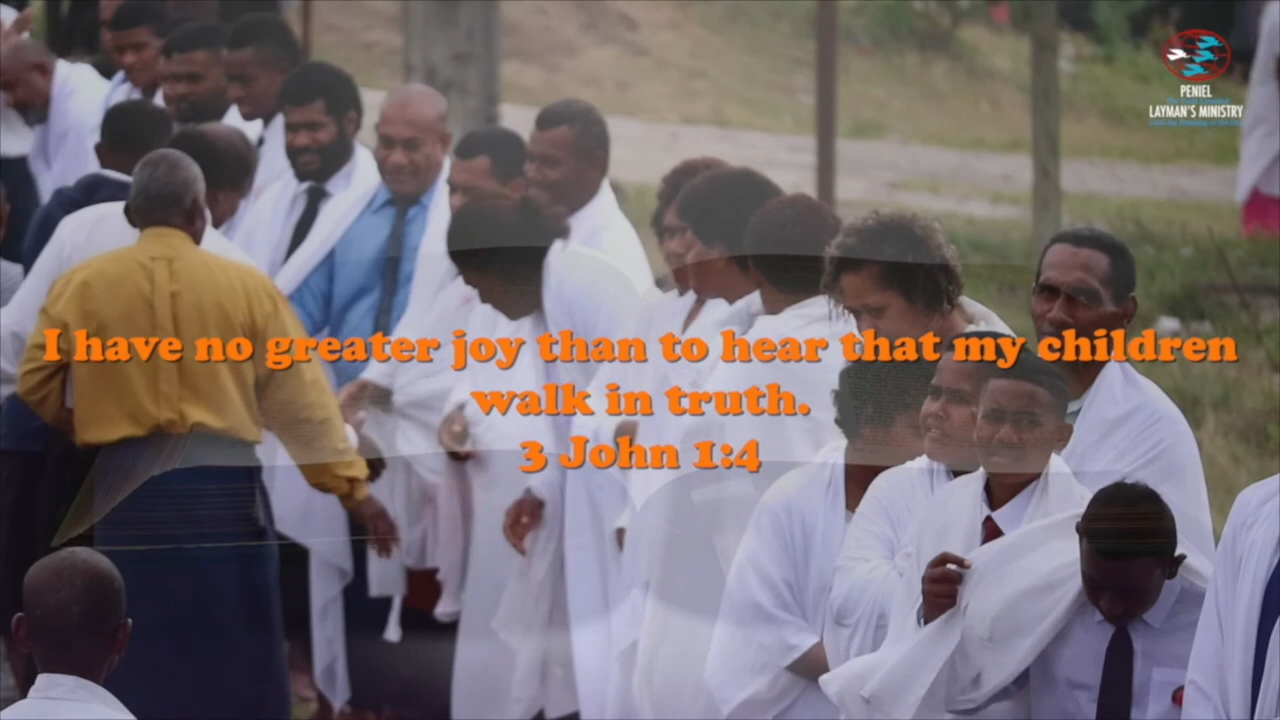 PENIEL
LAYMAN'S MINISTRY
I have no greater joy than to hear that my children
walk in truth.
3 John 1:4